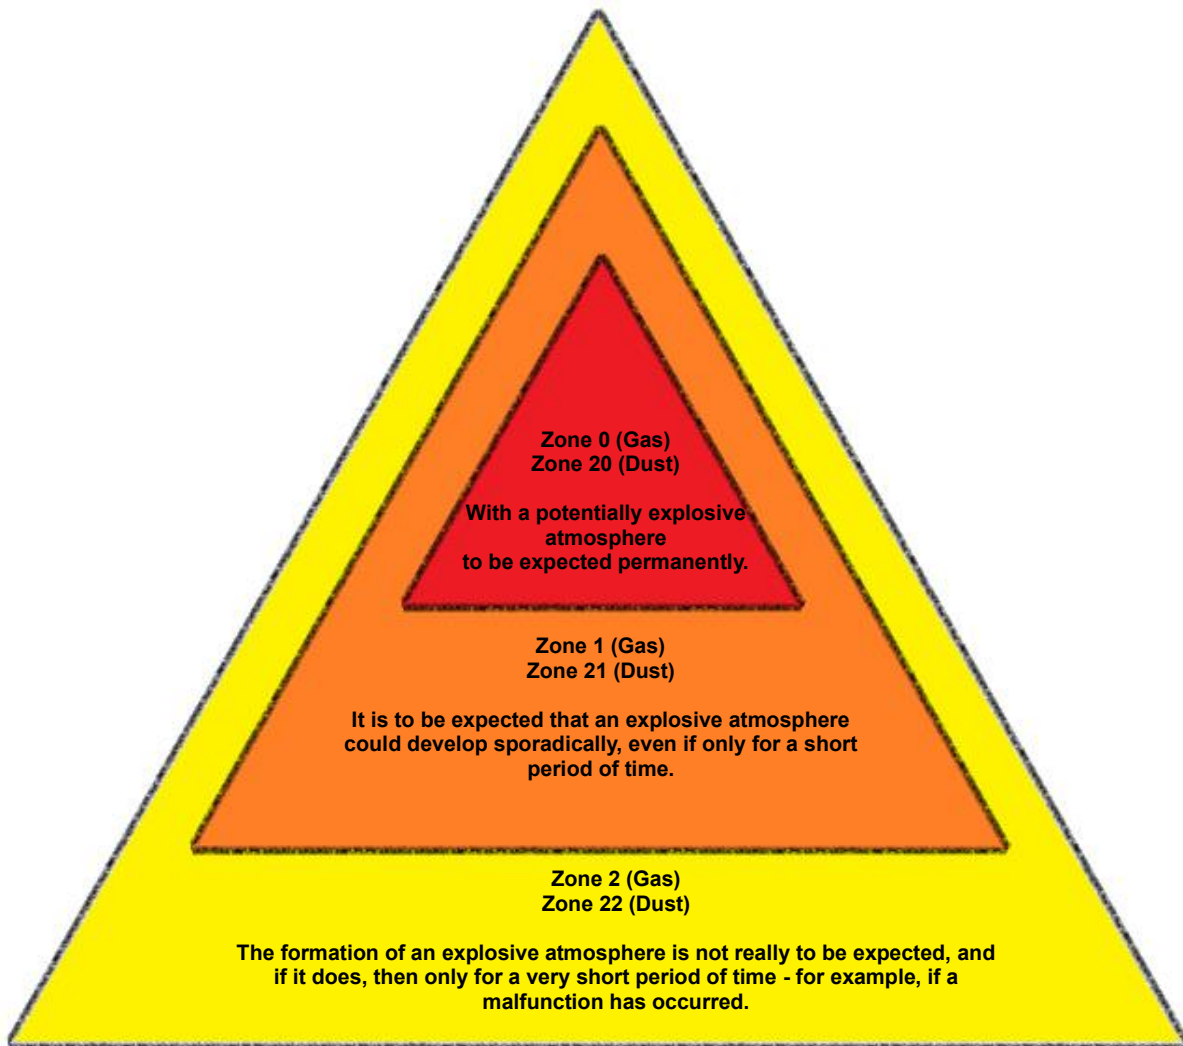 Zone 0 (Gas)
Zone 20 (Dust)
With a potentially explosive
atmosphere
to be expected permanently.
Zone 1 (Gas)
Zone 21 (Dust)
It is to be expected that an explosive atmosphere
could develop sporadically, even if only for a short
period of time.
Zone 2 (Gas)
Zone 22 (Dust)
The formation of an explosive atmosphere is not really to be expected, and
if it does, then only for a very short period of time - for example, if a
malfunction has occurred.